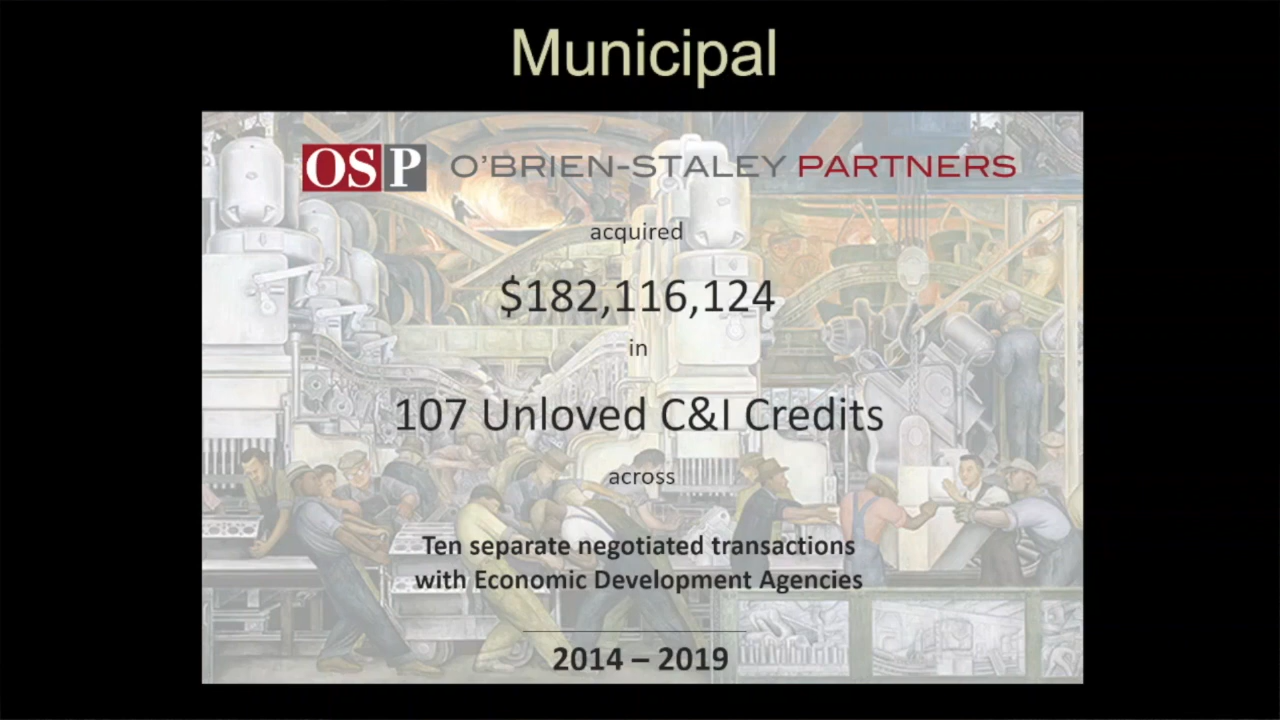 Municipal
OSP O'BRIEN-STALEY PARTNERS
acquired
$182,116,124
in
107 Unloved C&I Credits
across
Ten separate negotiated transactions
with Economic Development Agencies
2014 – 2019